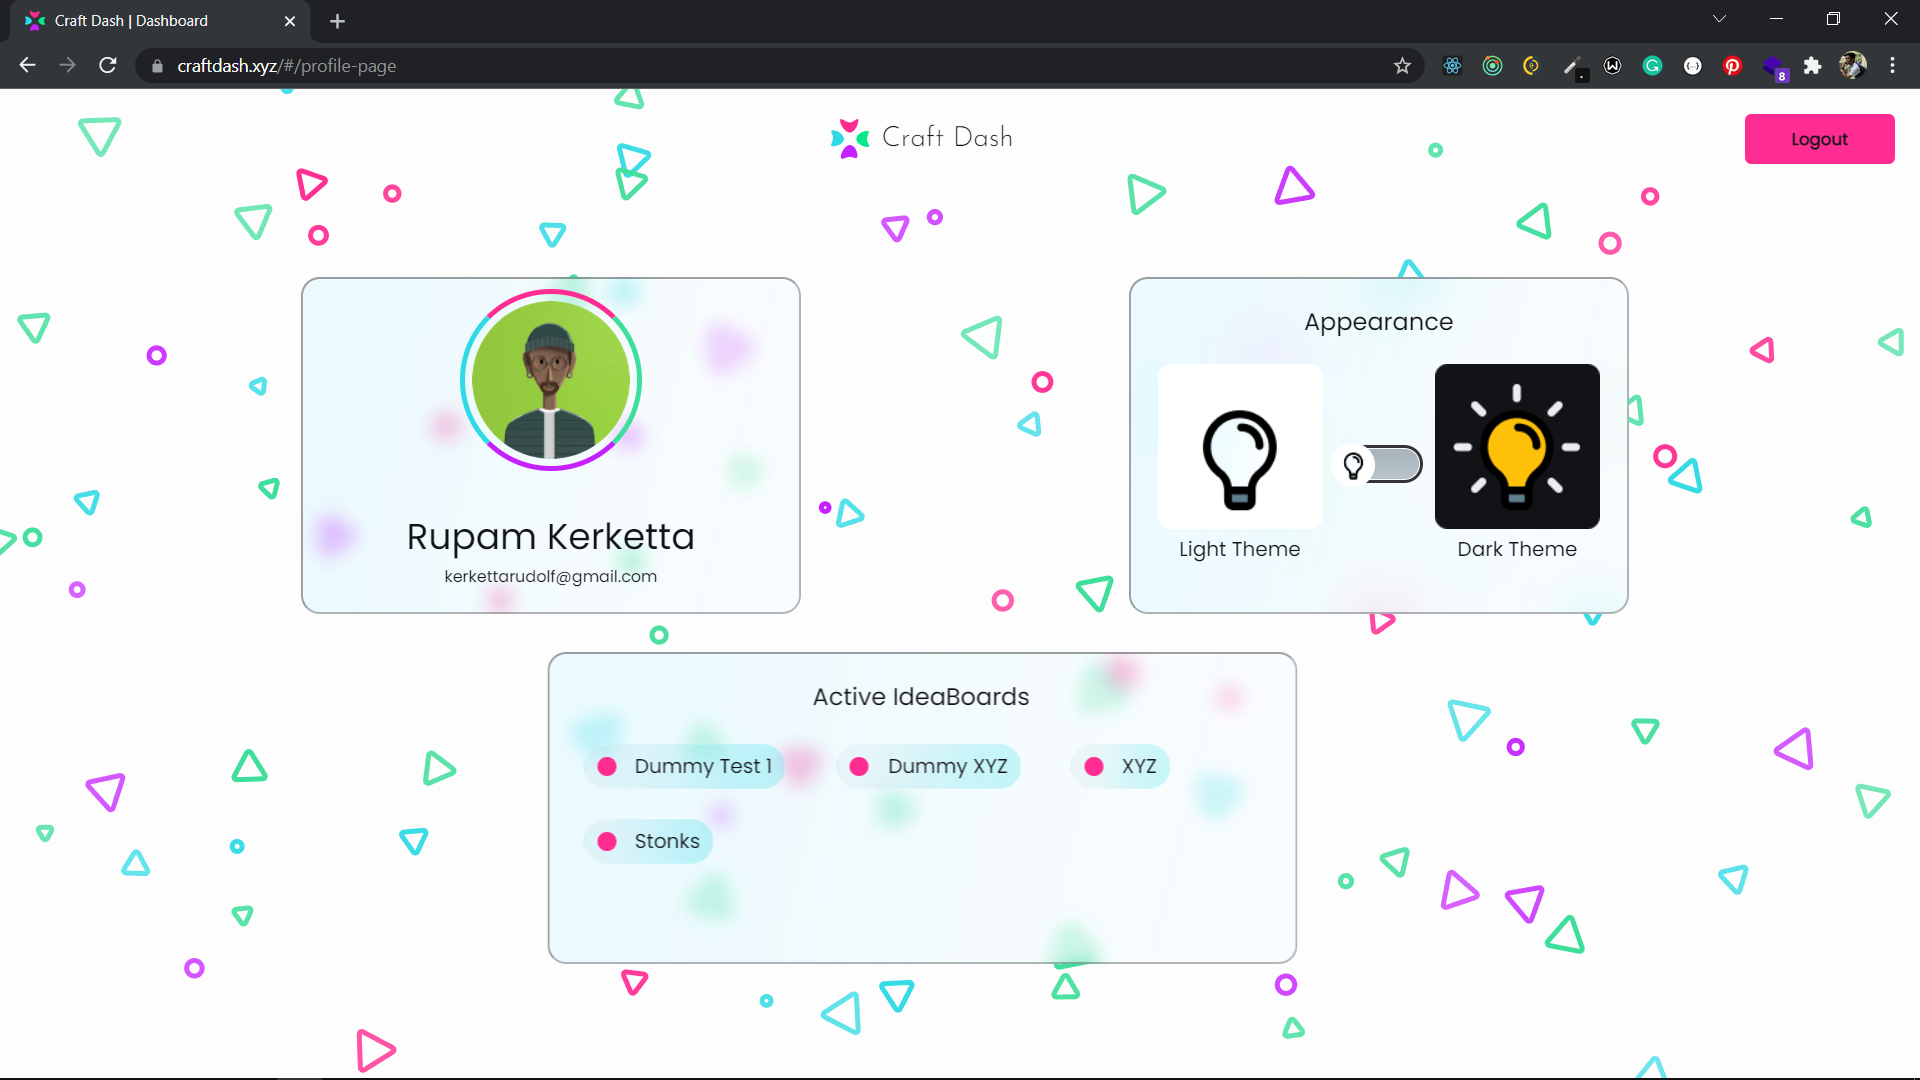 Craft Dash | Dashboard
craftdash.xyz/#/profile-page
8
Craft Dash
Logout
Rupam Kerketta
kerkettarudolf@gmail.com
Appearance
Light Theme
Dark Theme
Active IdeaBoards
Dummy Test 1
Dummy XYZ
XYZ
Stonks